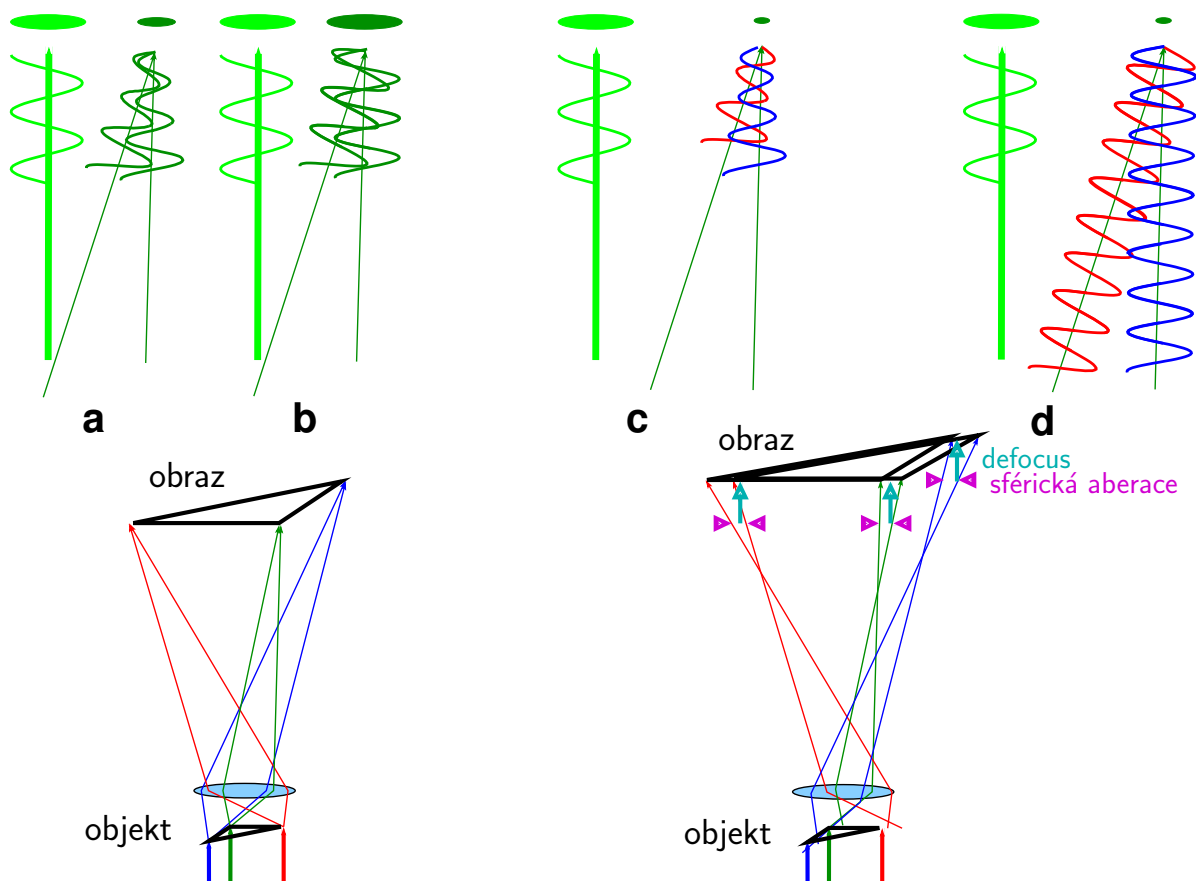 a
b
c
d
obraz
obraz
defocus
sférická aberace
objekt
objekt